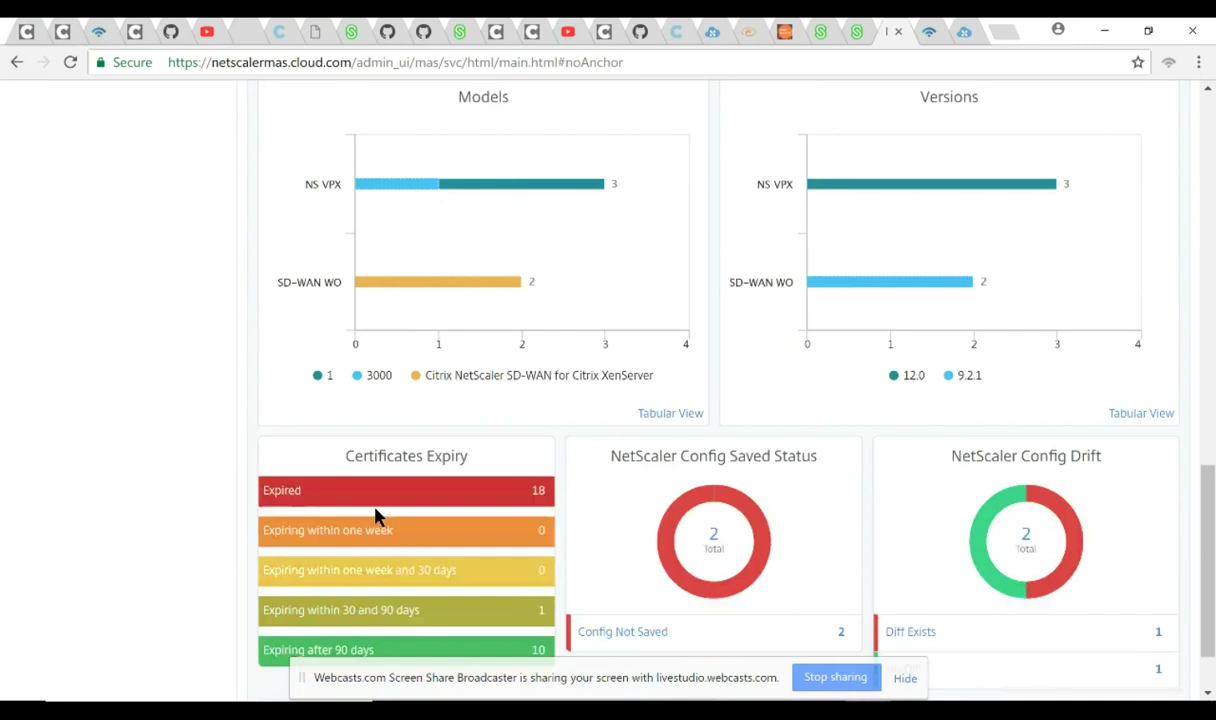 Secure https://netscalermas.cloud.com/admin_ui/mas/svc/html/main.html#noAnchor
Models
NS VPX 3
SD-WAN WO 2
0 1 2 3 4
1 3000 Citrix NetScaler SD-WAN for Citrix XenServer
Tabular View
Versions
NS VPX 3
SD-WAN WO 2
0 1 2 3 4
12.0 9.2.1
Tabular View
Certificates Expiry
Expired 18
Expiring within one week 0
Expiring within one week and 30 days 0
Expiring within 30 and 90 days 1
Expiring after 90 days 10
NetScaler Config Saved Status
2
Total
Config Not Saved 2
NetScaler Config Drift
2
Total
Diff Exists 1
1
Webcasts.com Screen Share Broadcaster is sharing your screen with livestudio.webcasts.com.
Stop sharing
Hide